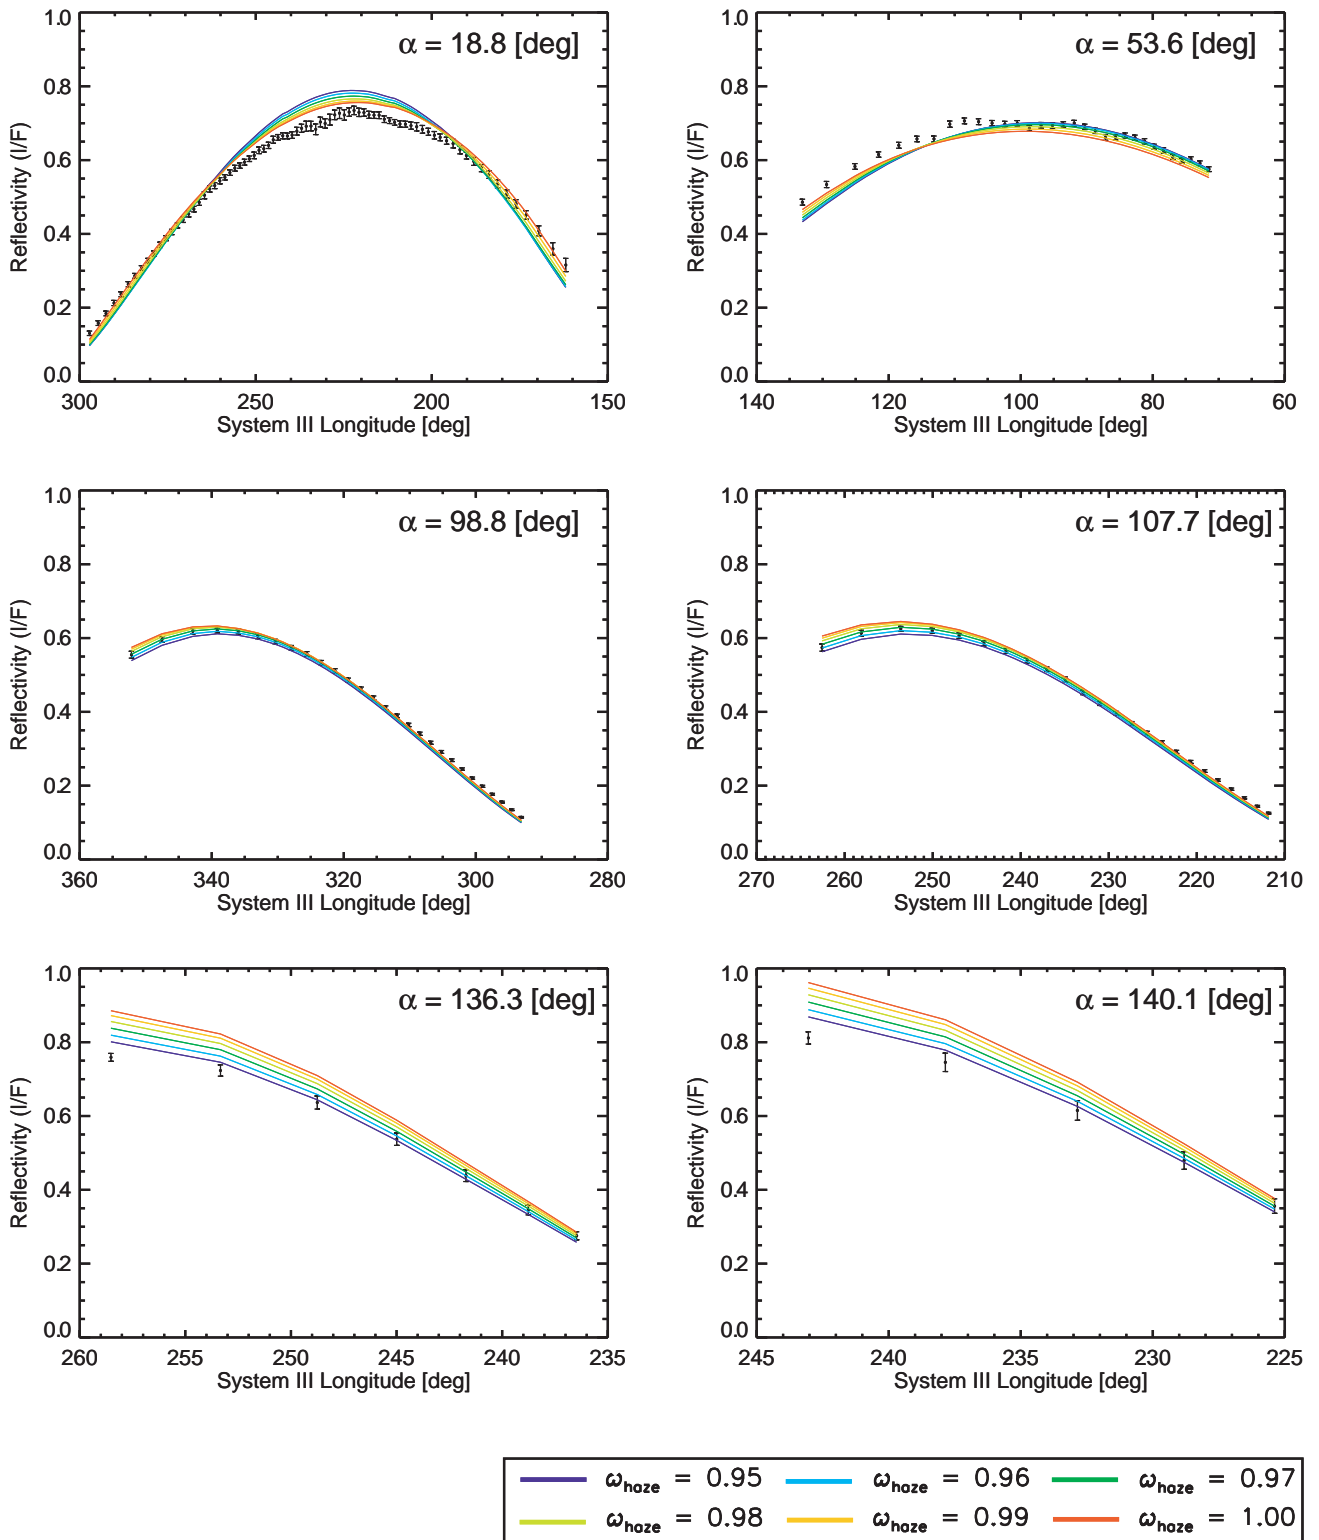 α = 18.8 [deg]
Reflectivity (I/F)
1.0
0.8
0.6
0.4
0.2
0.0
300 250 200 150
System III Longitude [deg]
α = 53.6 [deg]
Reflectivity (I/F)
1.0
0.8
0.6
0.4
0.2
0.0
140 120 100 80 60
System III Longitude [deg]
α = 98.8 [deg]
Reflectivity (I/F)
1.0
0.8
0.6
0.4
0.2
0.0
360 340 320 300 280
System III Longitude [deg]
α = 107.7 [deg]
Reflectivity (I/F)
1.0
0.8
0.6
0.4
0.2
0.0
270 260 250 240 230 220 210
System III Longitude [deg]
α = 136.3 [deg]
Reflectivity (I/F)
1.0
0.8
0.6
0.4
0.2
0.0
260 255 250 245 240 235
System III Longitude [deg]
α = 140.1 [deg]
Reflectivity (I/F)
1.0
0.8
0.6
0.4
0.2
0.0
245 240 235 230 225
System III Longitude [deg]
ωhaze = 0.95 ωhaze = 0.96 ωhaze = 0.97
ωhaze = 0.98 ωhaze = 0.99 ωhaze = 1.00